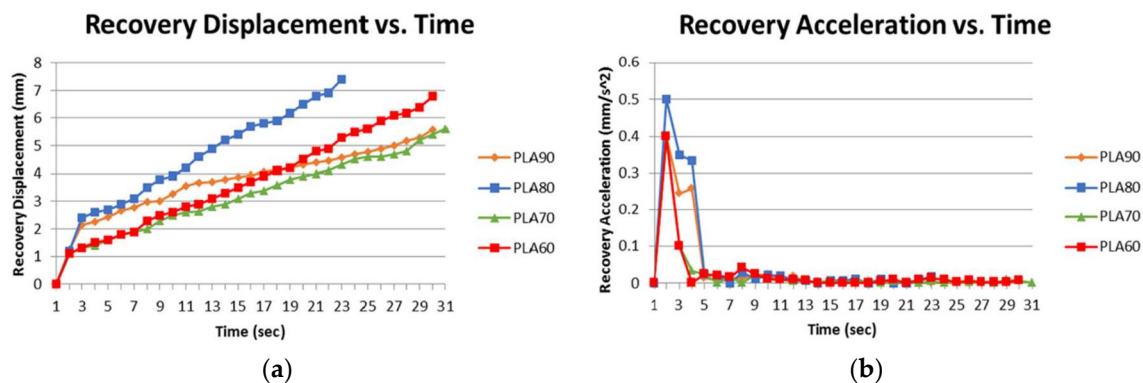 Recovery Displacement vs. Time
Recovery Displacement (mm)
8
7
6
5
4
3
2
1
0
1 3 5 7 9 11 13 15 17 19 21 23 25 27 29 31
Time (sec)
PLA90
PLA80
PLA70
PLA60
(a)
Recovery Acceleration vs. Time
Recovery Acceleration (mm/s^2)
0.6
0.5
0.4
0.3
0.2
0.1
0
1 3 5 7 9 11 13 15 17 19 21 23 25 27 29 31
Time (sec)
PLA90
PLA80
PLA70
PLA60
(b)